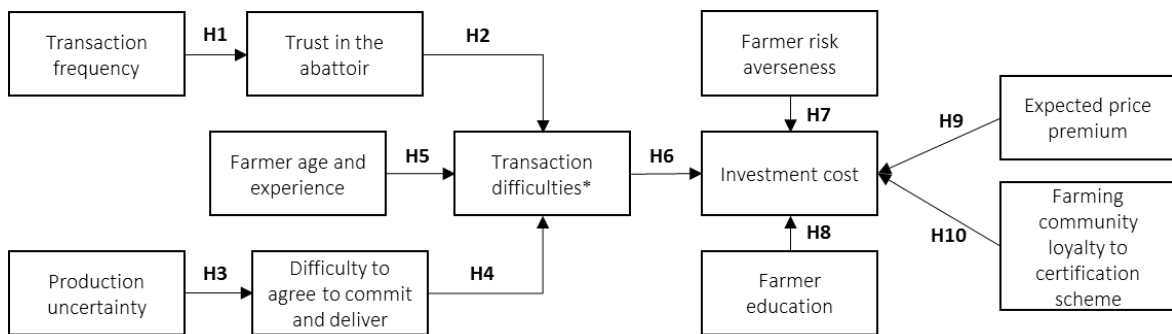 Transaction
frequency
H1
Trust in the
abattoir
H2
Farmer risk
averseness
H7
Expected price
premium
H9
Farmer age and
experience
H5
Transaction
difficulties*
H6
Investment cost
Farming
community
loyalty to
certification
scheme
H10
Production
uncertainty
H3
Difficulty to
agree to commit
and deliver
H4
H8
Farmer
education